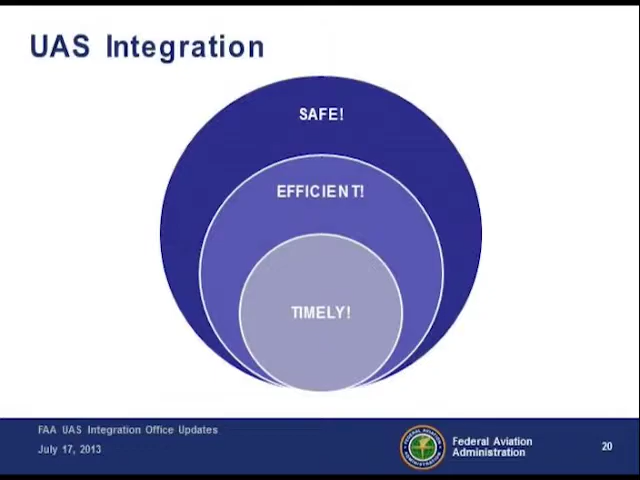 UAS Integration
SAFE!
EFFICIENT!
TIMELY!
FAA UAS Integration Office Updates
July 17, 2013
Federal Aviation
Administration
20